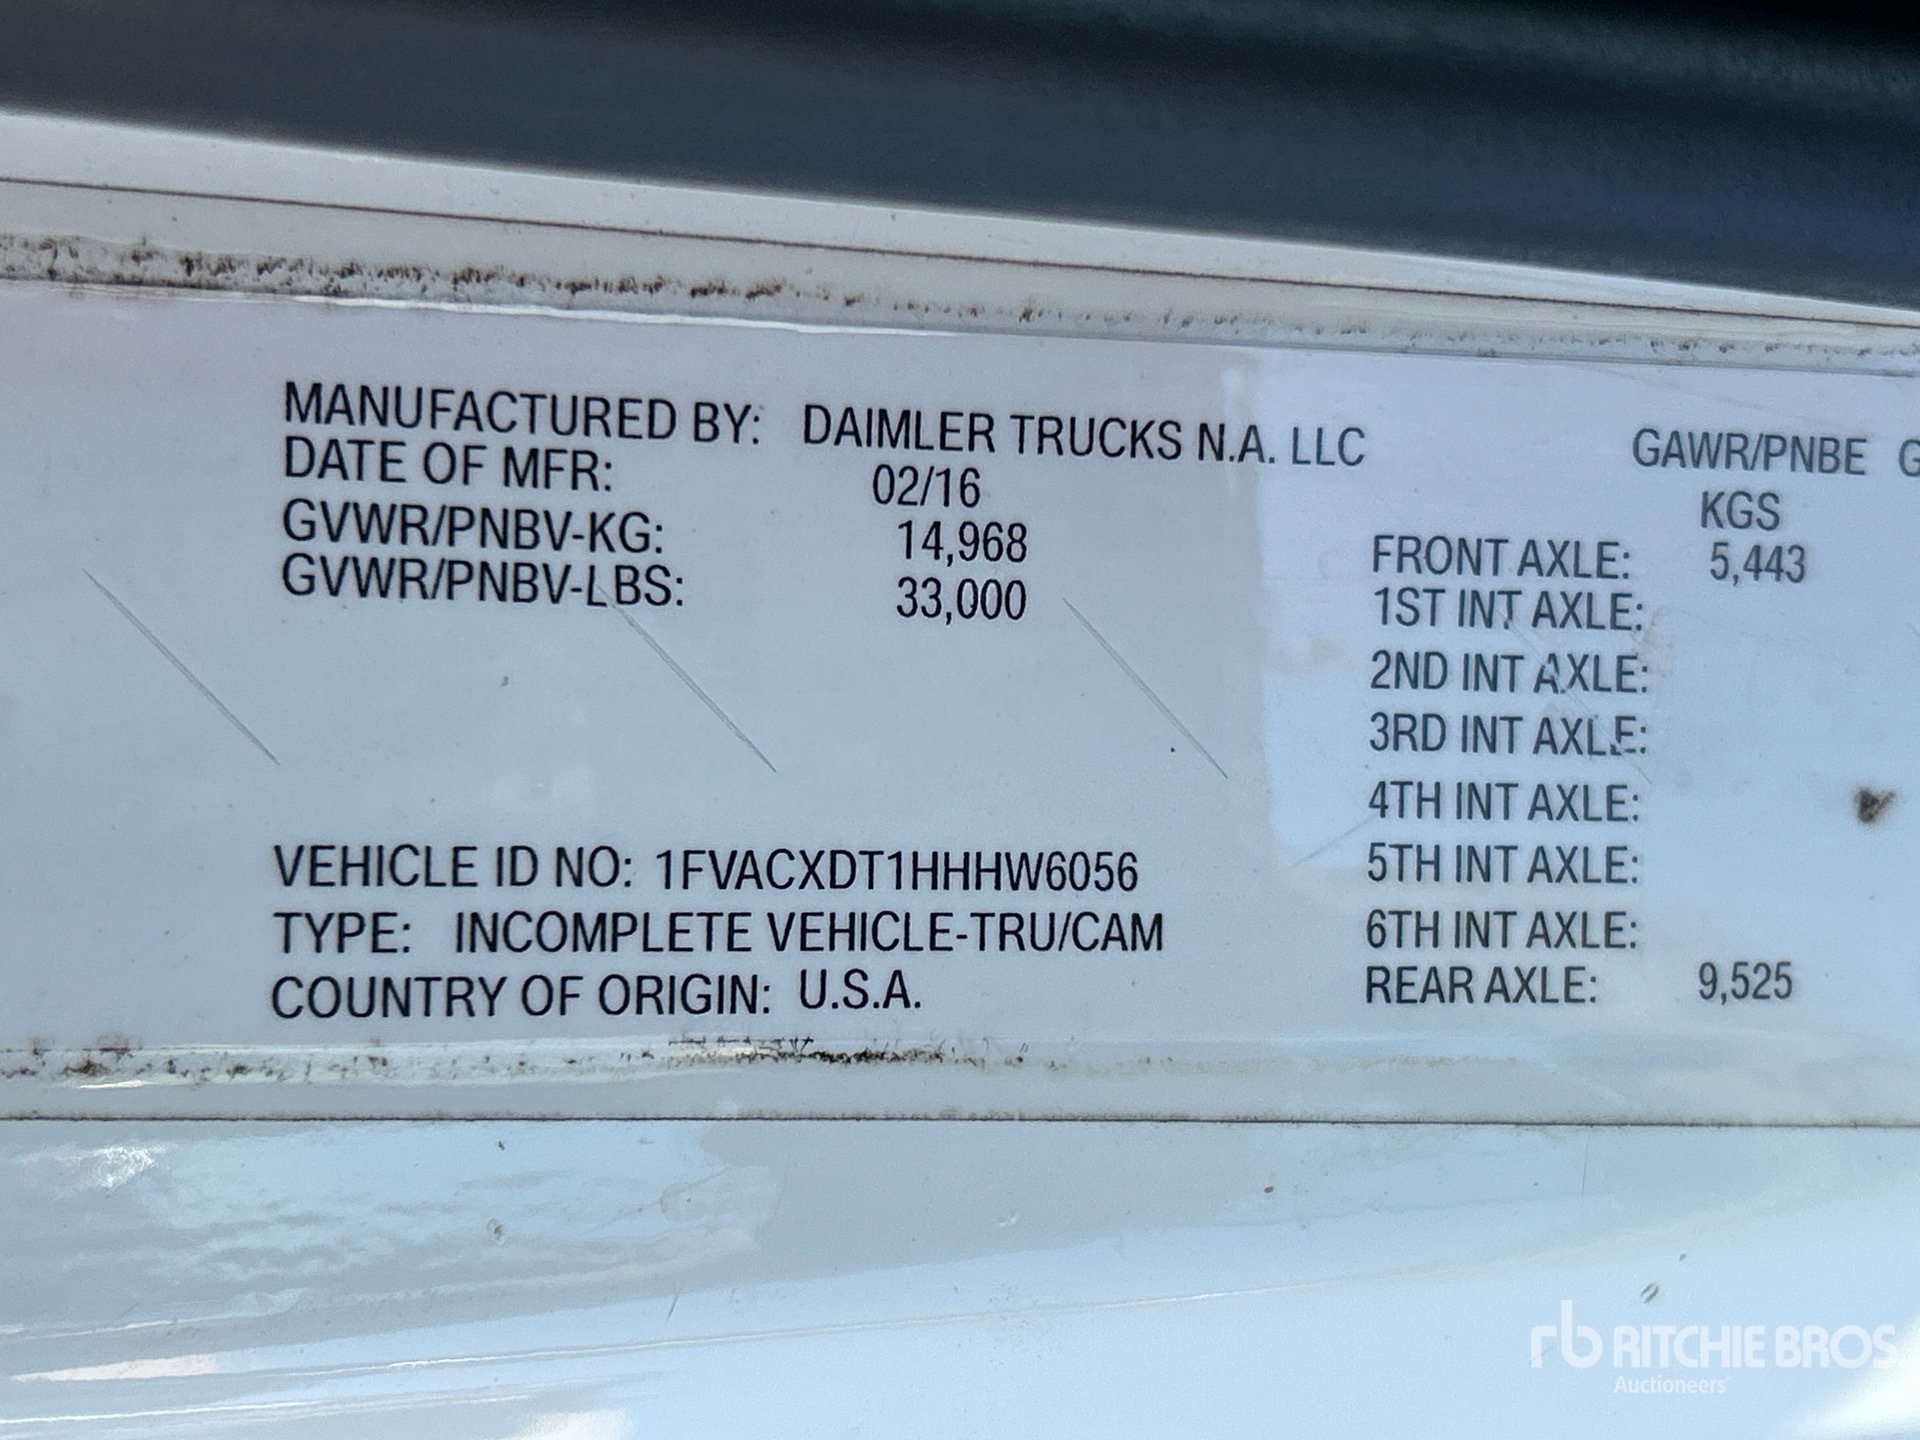 MANUFACTURED BY: DAIMLER TRUCKS N.A. LLC
DATE OF MFR: 02/16
GVWR/PNBV-KG: 14,968
GVWR/PNBV-LBS: 33,000
VEHICLE ID NO: 1FVACXDT1HHHW6056
TYPE: INCOMPLETE VEHICLE-TRU/CAM
COUNTRY OF ORIGIN: U.S.A.
GAWR/PNBE G
KGS
FRONT AXLE: 5,443
1ST INT AXLE:
2ND INT AXLE:
3RD INT AXLE:
4TH INT AXLE:
5TH INT AXLE:
6TH INT AXLE:
REAR AXLE: 9,525
rb RITCHIE BROS.
Auctioneers